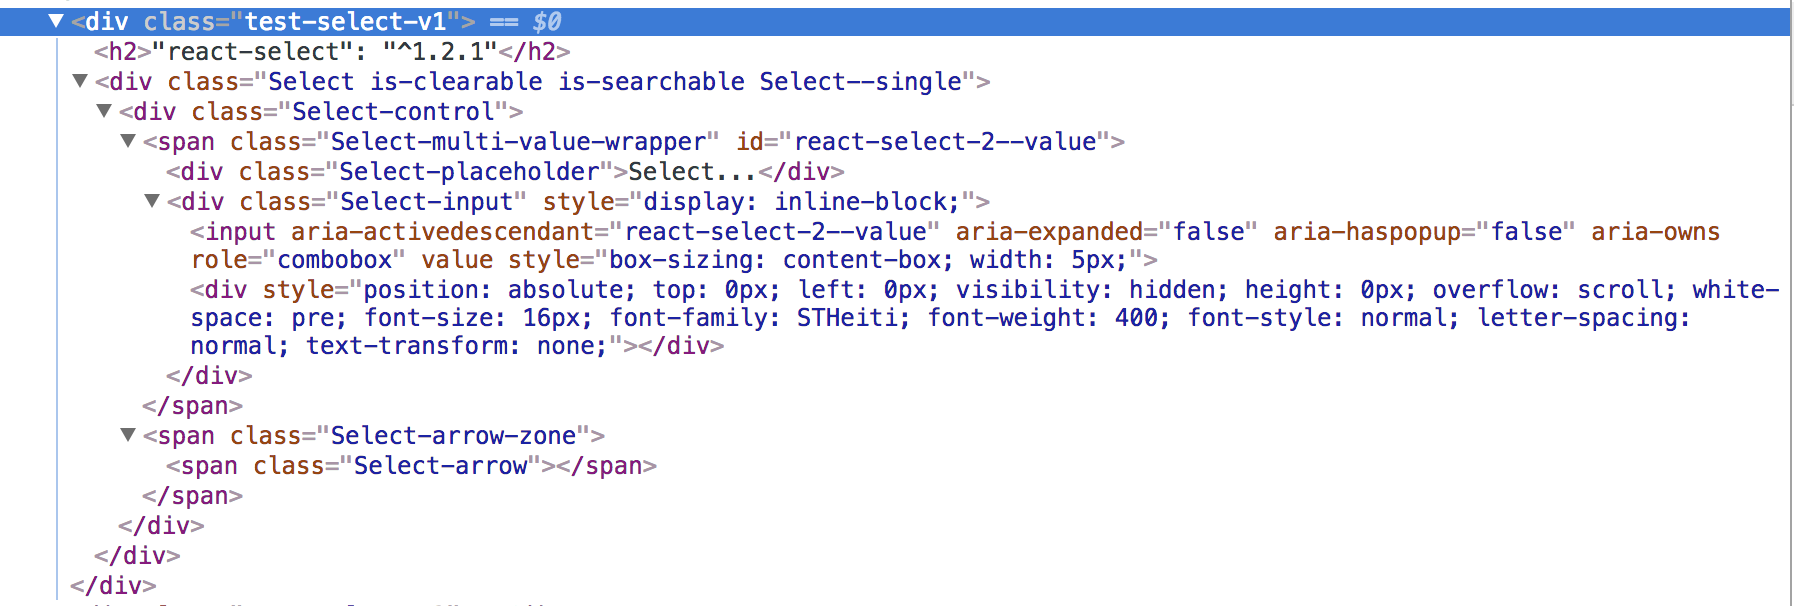 <div class="test-select-v1"> == $0
<h2>"react-select": "^1.2.1"</h2>
<div class="Select is-clearable is-searchable Select--single">
<div class="Select-control">
<span class="Select-multi-value-wrapper" id="react-select-2--value">
<div class="Select-placeholder">Select...</div>
<div class="Select-input" style="display: inline-block;">
<input aria-activedescendant="react-select-2--value" aria-expanded="false" aria-haspopup="false" aria-owns
role="combobox" value style="box-sizing: content-box; width: 5px;">
<div style="position: absolute; top: 0px; left: 0px; visibility: hidden; height: 0px; overflow: scroll; white-
space: pre; font-size: 16px; font-family: STHeiti; font-weight: 400; font-style: normal; letter-spacing:
normal; text-transform: none;"></div>
</div>
</span>
<span class="Select-arrow-zone">
<span class="Select-arrow"></span>
</span>
</div>
</div>
</div>